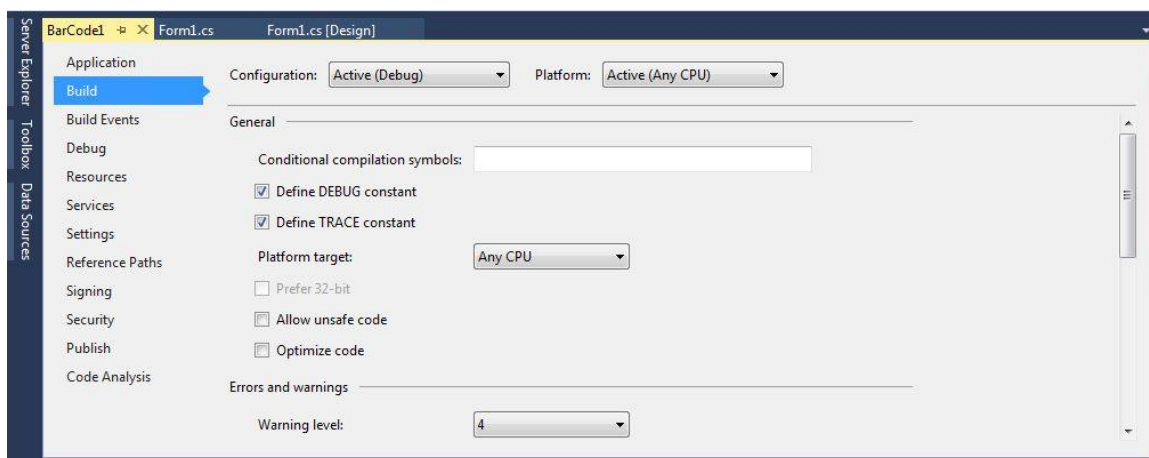 Server Explorer
Toolbox
Data Sources
BarCode1 Form1.cs Form1.cs [Design]
Application
Build
Build Events
Debug
Resources
Services
Settings
Reference Paths
Signing
Security
Publish
Code Analysis
Configuration: Active (Debug) Platform: Active (Any CPU)
General
Conditional compilation symbols:
Define DEBUG constant
Define TRACE constant
Platform target: Any CPU
Prefer 32-bit
Allow unsafe code
Optimize code
Errors and warnings
Warning level: 4